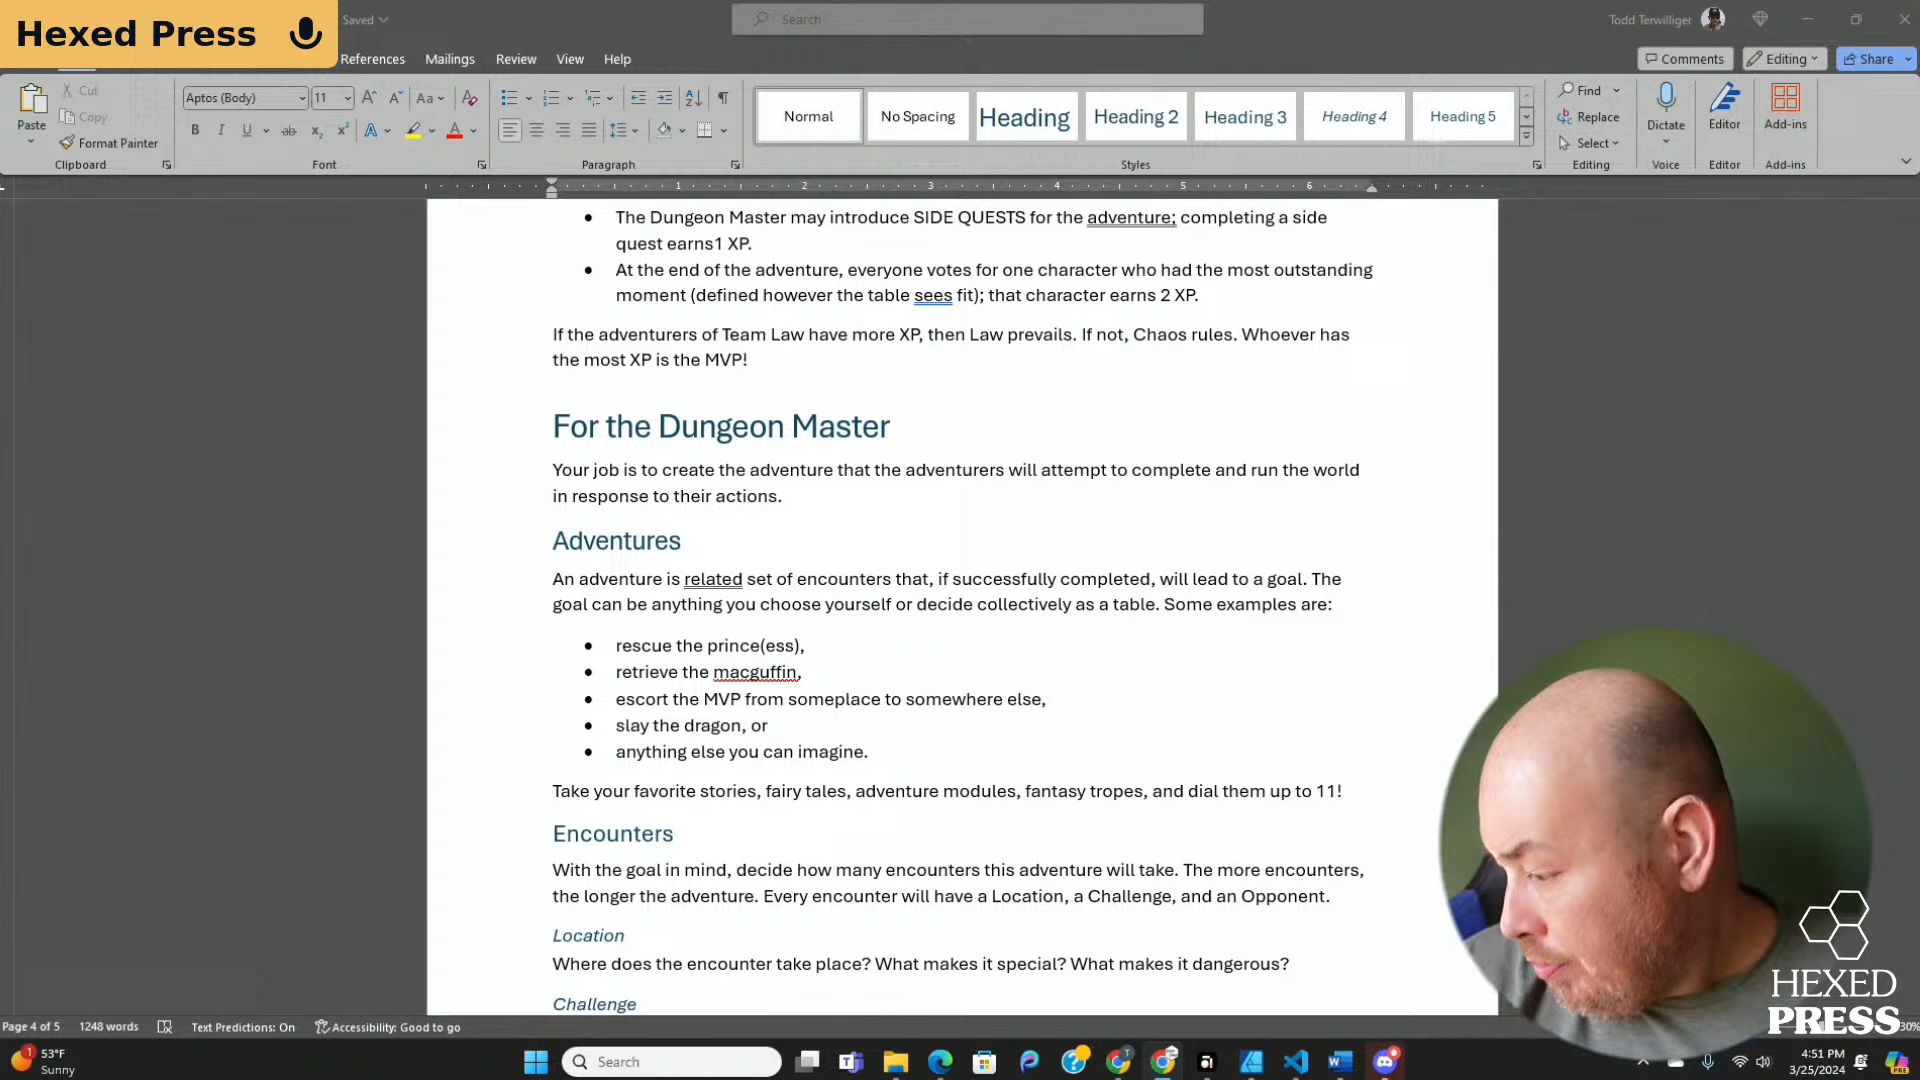 Hexed Press
Saved
Search
Todd Terwilliger
References Mailings Review View Help
Comments Editing Share
Paste
Cut
Copy
Format Painter
Clipboard
Aptos (Body) 11
Font
Paragraph
Normal No Spacing Heading Heading 2 Heading 3 Heading 4 Heading 5
Styles
Find
Replace
Select
Editing
Dictate
Voice
Editor
Editor
Add-ins
Add-ins
1 2 3 4 5 6
• The Dungeon Master may introduce SIDE QUESTS for the adventure; completing a side
quest earns1 XP.
• At the end of the adventure, everyone votes for one character who had the most outstanding
moment (defined however the table sees fit); that character earns 2 XP.
If the adventurers of Team Law have more XP, then Law prevails. If not, Chaos rules. Whoever has
the most XP is the MVP!
For the Dungeon Master
Your job is to create the adventure that the adventurers will attempt to complete and run the world
in response to their actions.
Adventures
An adventure is related set of encounters that, if successfully completed, will lead to a goal. The
goal can be anything you choose yourself or decide collectively as a table. Some examples are:
• rescue the prince(ess),
• retrieve the macguffin,
• escort the MVP from someplace to somewhere else,
• slay the dragon, or
• anything else you can imagine.
Take your favorite stories, fairy tales, adventure modules, fantasy tropes, and dial them up to 11!
Encounters
With the goal in mind, decide how many encounters this adventure will take. The more encounters,
the longer the adventure. Every encounter will have a Location, a Challenge, and an Opponent.
Location
Where does the encounter take place? What makes it special? What makes it dangerous?
Challenge
HEXED
PRESS
Page 4 of 5 1248 words Text Predictions: On Accessibility: Good to go
53°F
Sunny
Search
4:51 PM
3/25/2024